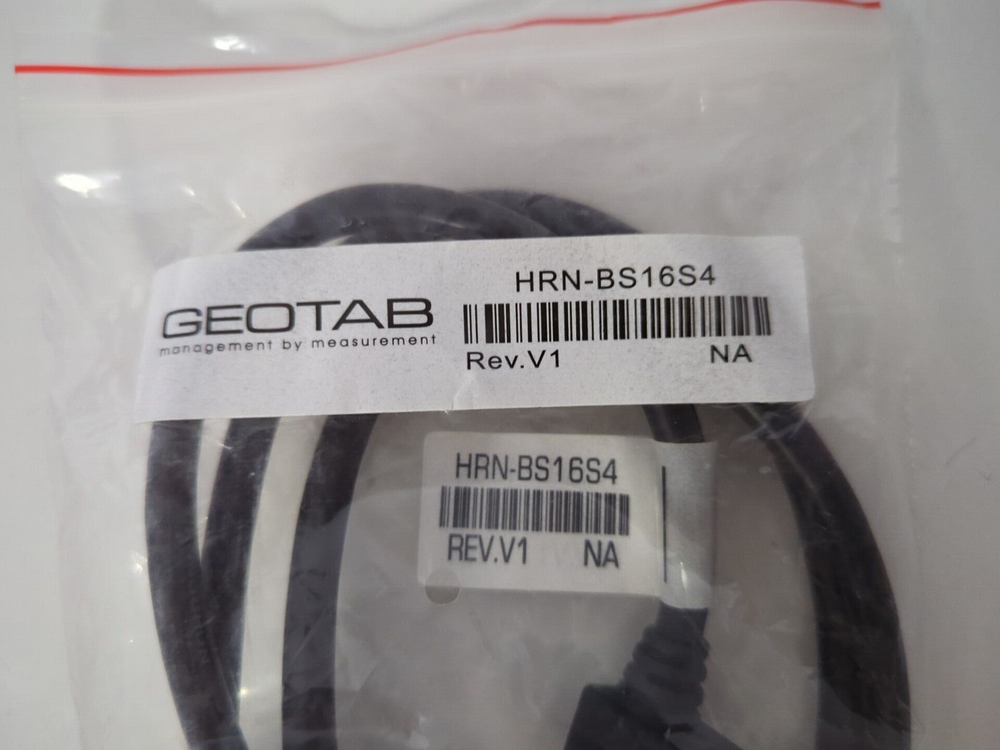 GEOTAB
management by measurement
HRN-BS16S4
Rev.V1 NA
HRN-BS16S4
REV.V1 NA